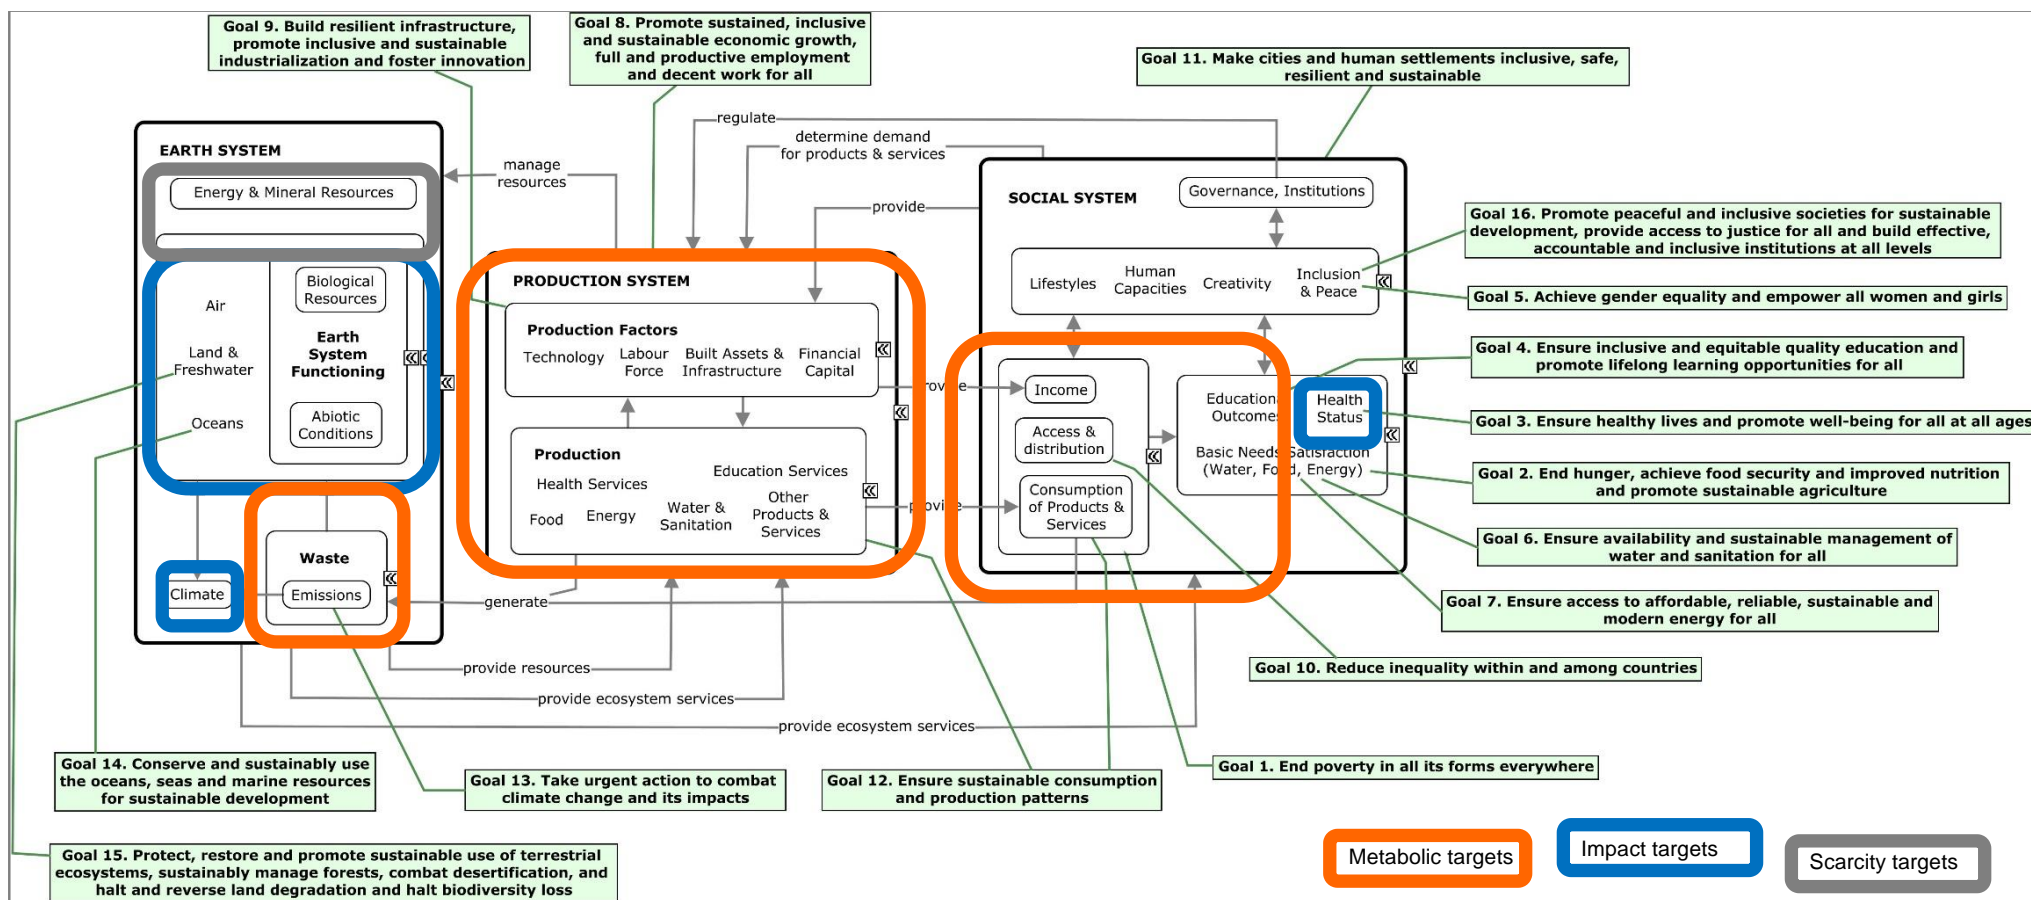 Goal 9. Build resilient infrastructure,
promote inclusive and sustainable
industrialization and foster innovation
Goal 8. Promote sustained, inclusive
and sustainable economic growth,
full and productive employment
and decent work for all
Goal 11. Make cities and human settlements inclusive, safe,
resilient and sustainable
regulate
determine demand
for products & services
manage
resources
provide
EARTH SYSTEM
Energy & Mineral Resources
Air
Land &
Freshwater
Oceans
Biological
Resources
Earth
System
Functioning
Abiotic
Conditions
Waste
Emissions
Climate
PRODUCTION SYSTEM
Production Factors
Technology
Labour
Force
Built Assets &
Infrastructure
Financial
Capital
Production
Health Services
Education Services
Food
Energy
Water &
Sanitation
Other
Products &
Services
provide
provide
generate
provide resources
provide ecosystem services
provide ecosystem services
SOCIAL SYSTEM
Governance, Institutions
Lifestyles
Human
Capacities
Creativity
Inclusion
& Peace
Income
Access &
distribution
Consumption
of Products &
Services
Educational
Outcomes
Health
Status
Basic Needs Satisfaction
(Water, Food, Energy)
Goal 16. Promote peaceful and inclusive societies for sustainable
development, provide access to justice for all and build effective,
accountable and inclusive institutions at all levels
Goal 5. Achieve gender equality and empower all women and girls
Goal 4. Ensure inclusive and equitable quality education and
promote lifelong learning opportunities for all
Goal 3. Ensure healthy lives and promote well-being for all at all ages
Goal 2. End hunger, achieve food security and improved nutrition
and promote sustainable agriculture
Goal 6. Ensure availability and sustainable management of
water and sanitation for all
Goal 7. Ensure access to affordable, reliable, sustainable and
modern energy for all
Goal 10. Reduce inequality within and among countries
Goal 1. End poverty in all its forms everywhere
Goal 12. Ensure sustainable consumption
and production patterns
Goal 13. Take urgent action to combat
climate change and its impacts
Goal 14. Conserve and sustainably use
the oceans, seas and marine resources
for sustainable development
Goal 15. Protect, restore and promote sustainable use of terrestrial
ecosystems, sustainably manage forests, combat desertification, and
halt and reverse land degradation and halt biodiversity loss
Metabolic targets
Impact targets
Scarcity targets